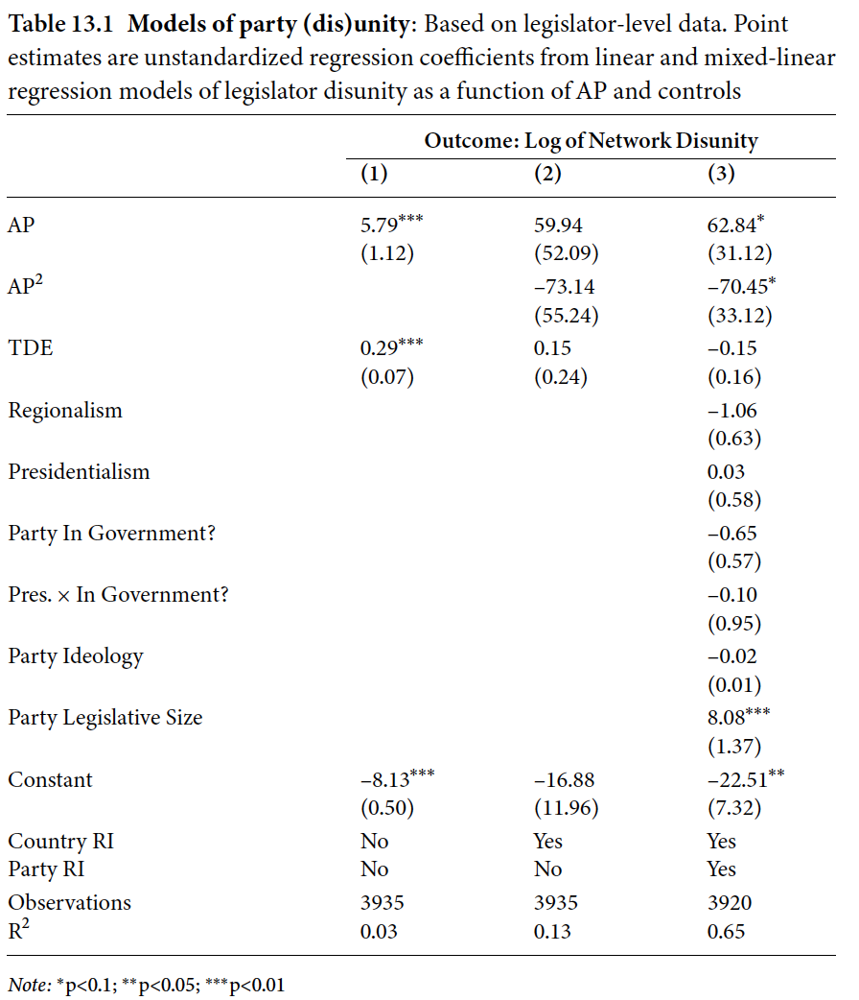 Table 13.1 Models of party (dis)unity: Based on legislator-level data. Point
estimates are unstandardized regression coefficients from linear and mixed-linear
regression models of legislator disunity as a function of AP and controls
Outcome: Log of Network Disunity
(1) (2) (3)
AP 5.79*** 59.94 62.84*
(1.12) (52.09) (31.12)
AP² –73.14 –70.45*
(55.24) (33.12)
TDE 0.29*** 0.15 –0.15
(0.07) (0.24) (0.16)
Regionalism –1.06
(0.63)
Presidentialism 0.03
(0.58)
Party In Government? –0.65
(0.57)
Pres. × In Government? –0.10
(0.95)
Party Ideology –0.02
(0.01)
Party Legislative Size 8.08***
(1.37)
Constant –8.13*** –16.88 –22.51**
(0.50) (11.96) (7.32)
Country RI No Yes Yes
Party RI No No Yes
Observations 3935 3935 3920
R² 0.03 0.13 0.65
Note: *p<0.1; **p<0.05; ***p<0.01